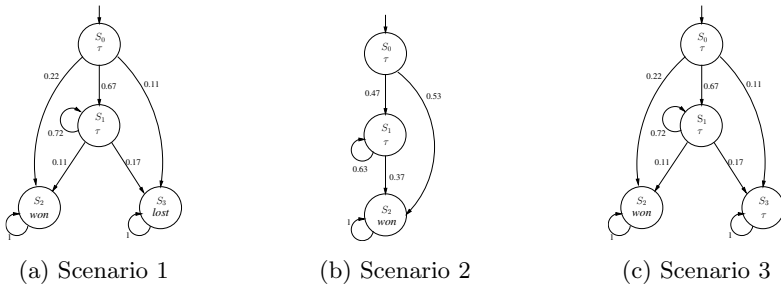 S0
τ
0.22
0.67
0.11
S1
τ
0.72
0.11
0.17
S2
won
S3
lost
1
1
(a) Scenario 1
S0
τ
0.47
0.53
S1
τ
0.63
0.37
S2
won
1
(b) Scenario 2
S0
τ
0.22
0.67
0.11
S1
τ
0.72
0.11
0.17
S2
won
S3
τ
1
1
(c) Scenario 3